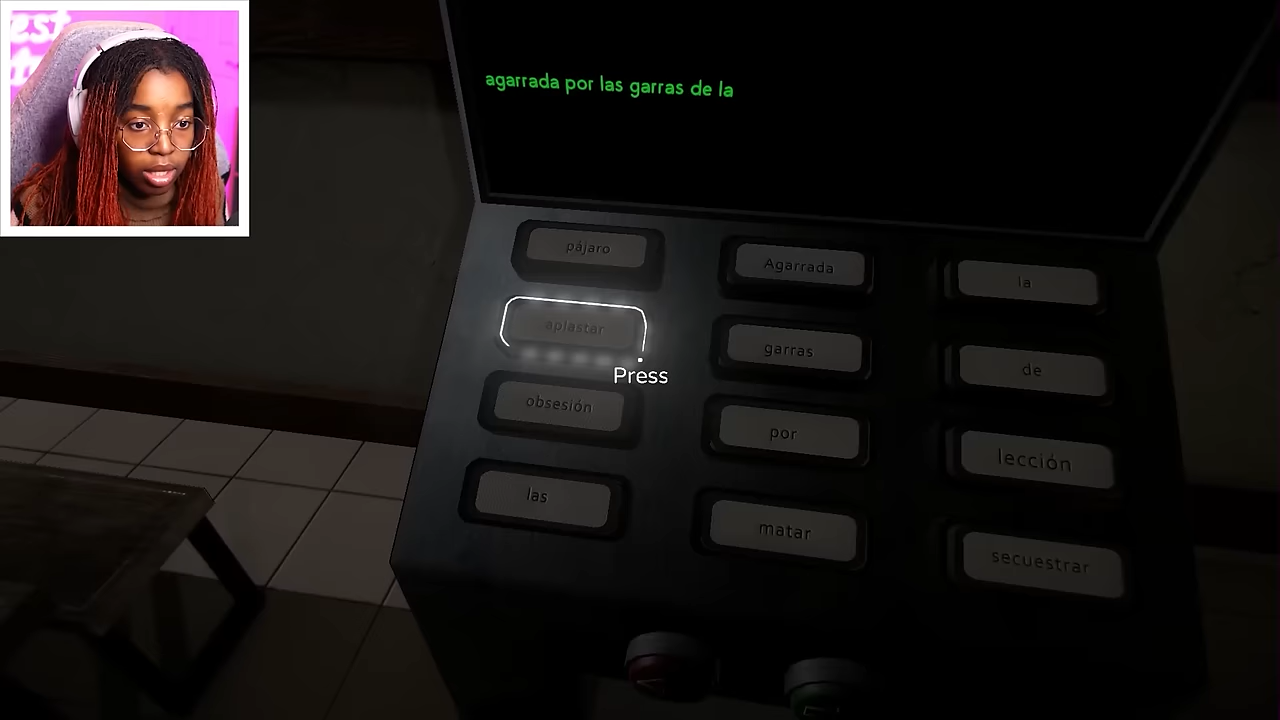 est
agarrada por las garras de la
pájaro
Agarrada
la
aplastar
garras
de
Press
obsesión
por
lección
las
matar
secuestrar